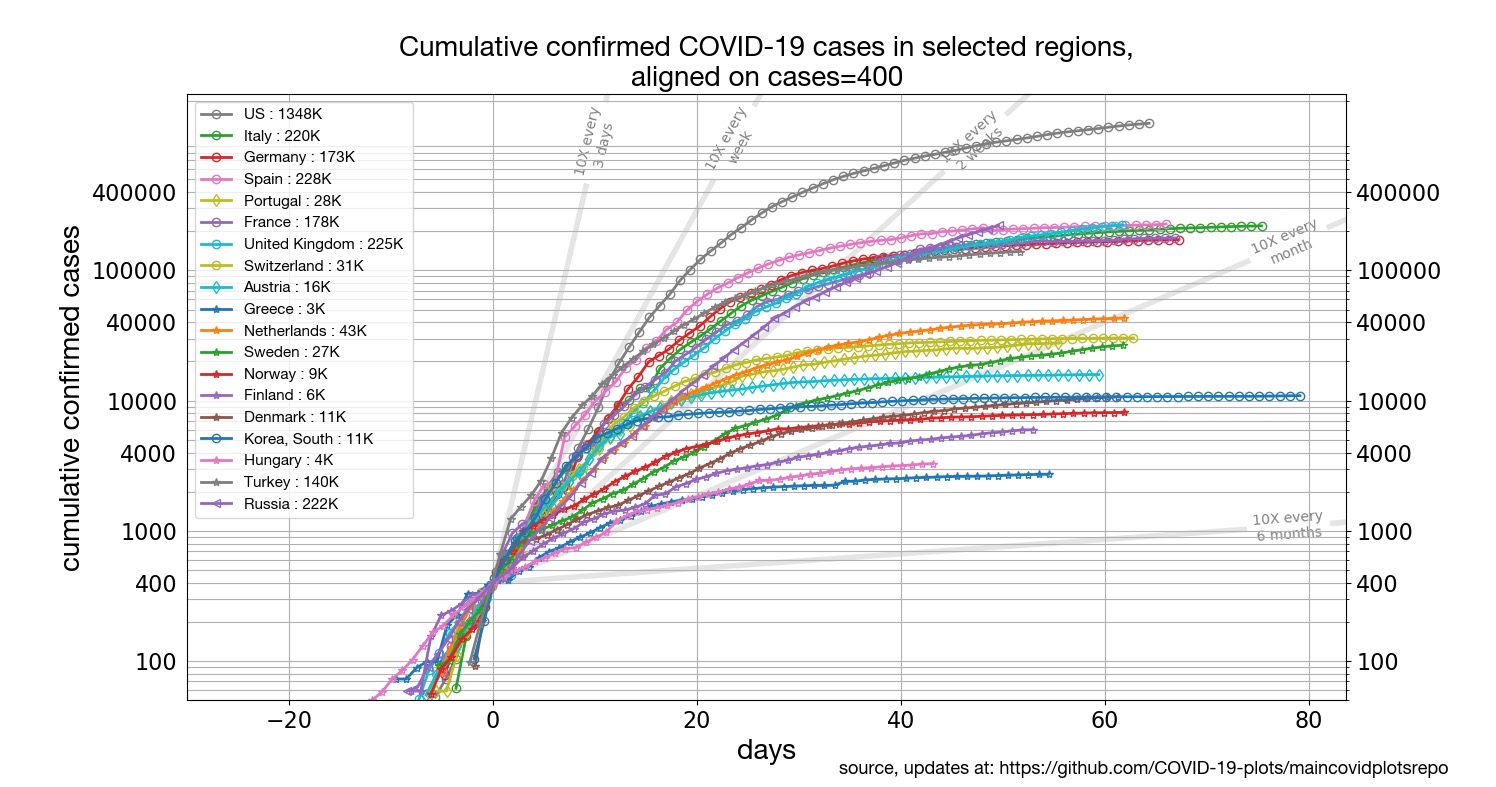 Cumulative confirmed COVID-19 cases in selected regions,
aligned on cases=400
US : 1348K
Italy : 220K
Germany : 173K
Spain : 228K
Portugal : 28K
France : 178K
United Kingdom : 225K
Switzerland : 31K
Austria : 16K
Greece : 3K
Netherlands : 43K
Sweden : 27K
Norway : 9K
Finland : 6K
Denmark : 11K
Korea, South : 11K
Hungary : 4K
Turkey : 140K
Russia : 222K
10X every
3 days
10X every
week
10X every
2 weeks
10X every
month
10X every
6 months
cumulative confirmed cases
400000
100000
40000
10000
4000
1000
400
100
400000
100000
40000
10000
4000
1000
400
100
−20
0
20
40
60
80
days
source, updates at: https://github.com/COVID-19-plots/maincovidplotsrepo